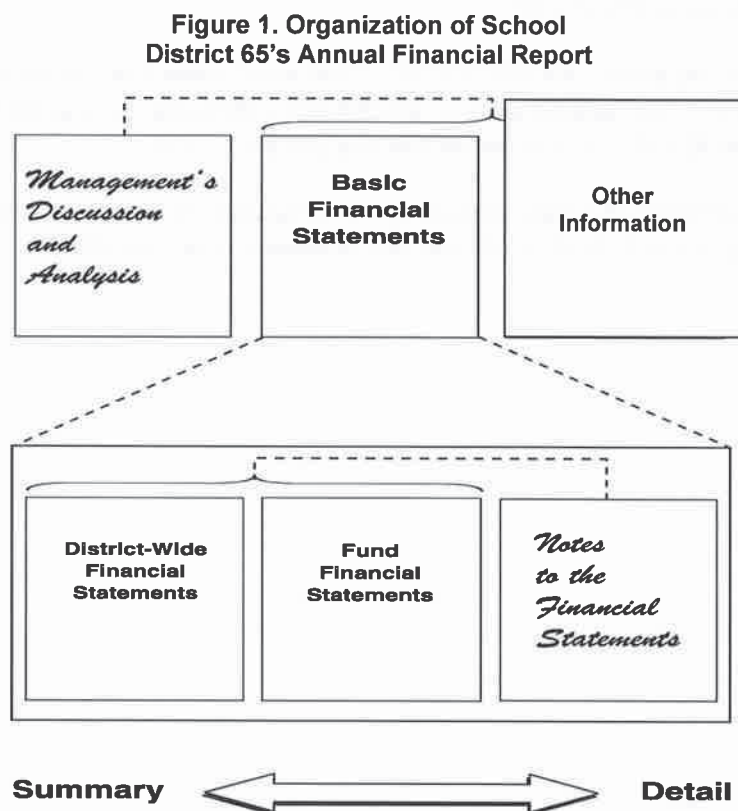 Figure 1. Organization of School
District 65's Annual Financial Report
Management's
Discussion
and
Analysis
Basic
Financial
Statements
Other
Information
District-Wide
Financial
Statements
Fund
Financial
Statements
Notes
to the
Financial
Statements
Summary
Detail